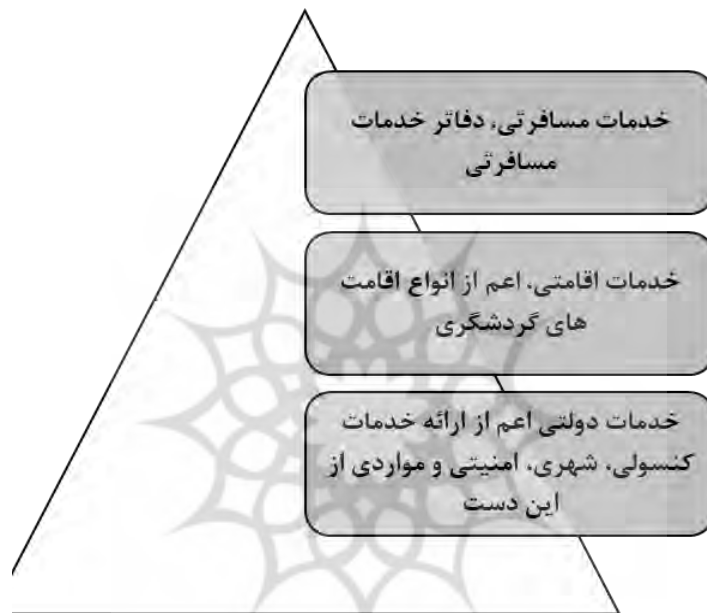 خدمات مسافرتی، دفاتر خدمات
مسافرتی
خدمات اقامتی، اعم از انواع اقامت
های گردشگری
خدمات دولتی اعم از ارائه خدمات
کنسولی، شهری، امنیتی و مواردی از
این دست